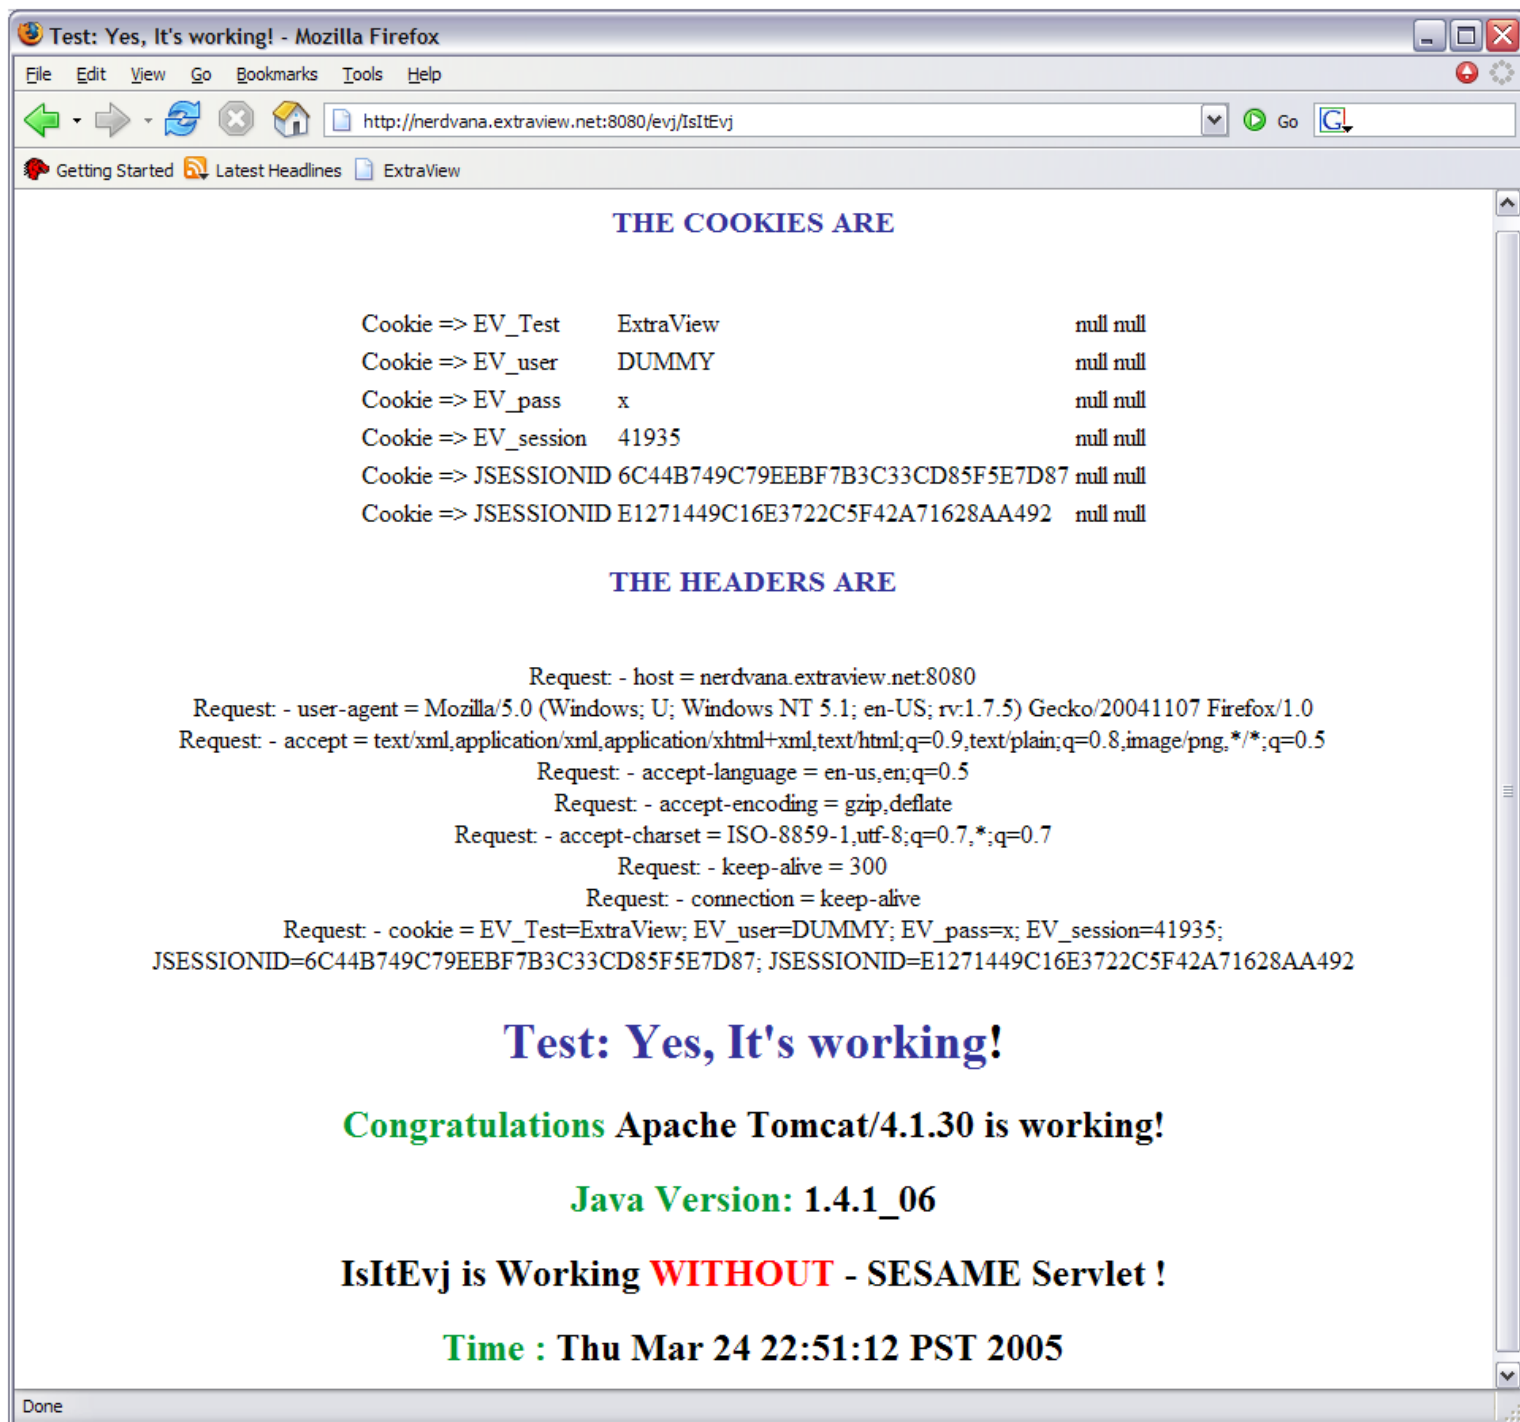 Test: Yes, It's working! - Mozilla Firefox
File Edit View Go Bookmarks Tools Help
http://nerdvana.extraview.net:8080/evj/IsItEvj Go G
Getting Started Latest Headlines ExtraView
THE COOKIES ARE
Cookie => EV_Test ExtraView null null
Cookie => EV_user DUMMY null null
Cookie => EV_pass x null null
Cookie => EV_session 41935 null null
Cookie => JSESSIONID 6C44B749C79EEBF7B3C33CD85F5E7D87 null null
Cookie => JSESSIONID E1271449C16E3722C5F42A71628AA492 null null
THE HEADERS ARE
Request: - host = nerdvana.extraview.net:8080
Request: - user-agent = Mozilla/5.0 (Windows; U; Windows NT 5.1; en-US; rv:1.7.5) Gecko/20041107 Firefox/1.0
Request: - accept = text/xml,application/xml,application/xhtml+xml,text/html;q=0.9,text/plain;q=0.8,image/png,*/*;q=0.5
Request: - accept-language = en-us,en;q=0.5
Request: - accept-encoding = gzip,deflate
Request: - accept-charset = ISO-8859-1,utf-8;q=0.7,*;q=0.7
Request: - keep-alive = 300
Request: - connection = keep-alive
Request: - cookie = EV_Test=ExtraView; EV_user=DUMMY; EV_pass=x; EV_session=41935;
JSESSIONID=6C44B749C79EEBF7B3C33CD85F5E7D87; JSESSIONID=E1271449C16E3722C5F42A71628AA492
Test: Yes, It's working!
Congratulations Apache Tomcat/4.1.30 is working!
Java Version: 1.4.1_06
IsItEvj is Working WITHOUT - SESAME Servlet !
Time : Thu Mar 24 22:51:12 PST 2005
Done